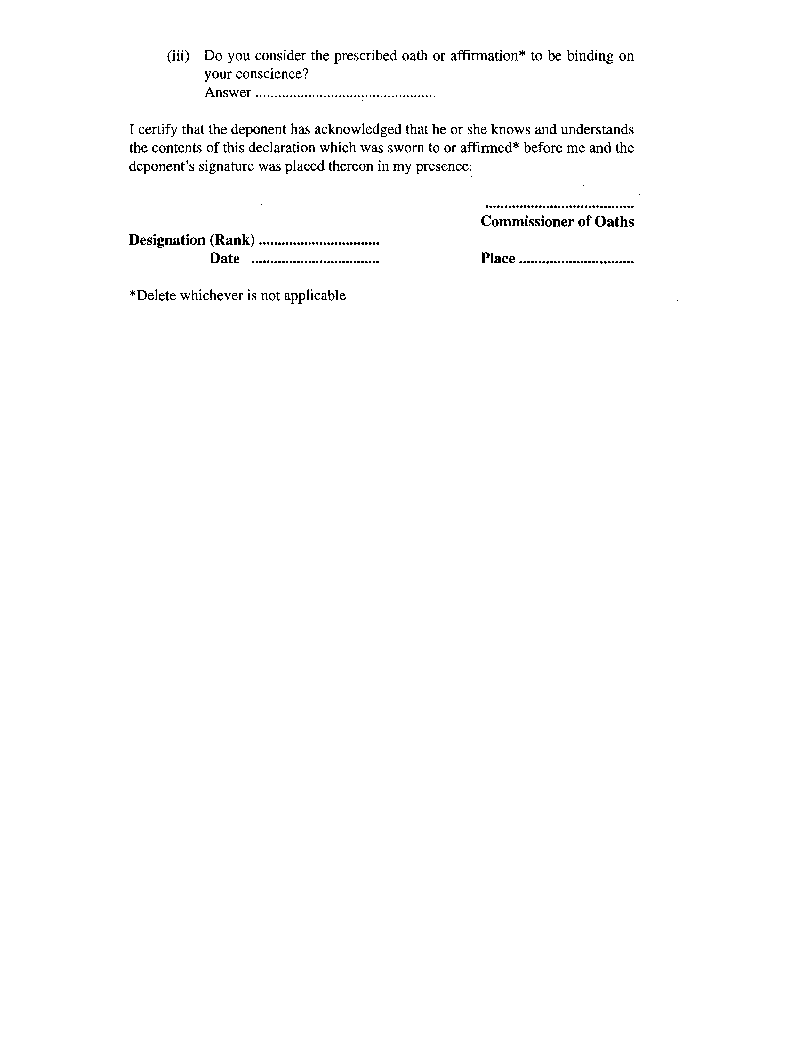 (iii) Do you consider the prescribed oath or affirmation* to be binding on
your conscience?
Answer ................................................
I certify that the deponent has acknowledged that he or she knows and understands
the contents of this declaration which was sworn to or affirmed* before me and the
deponent's signature was placed thereon in my presence:
.......................................
Commissioner of Oaths
Designation (Rank) ................................
Date ..................................
Place ..............................
*Delete whichever is not applicable